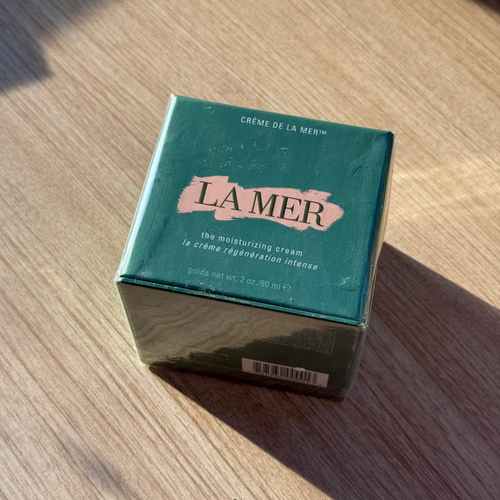 CRÈME DE LA MER™
LA MER
the moisturizing cream
la crème régénération intense
poids net wt. 2 oz./60 ml ℮